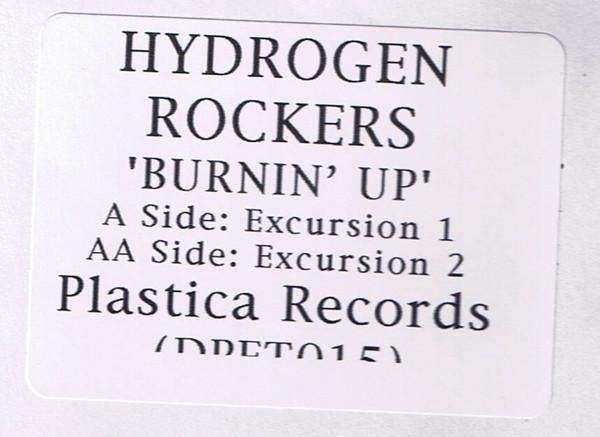 HYDROGEN
ROCKERS
'BURNIN’ UP'
A Side: Excursion 1
AA Side: Excursion 2
Plastica Records